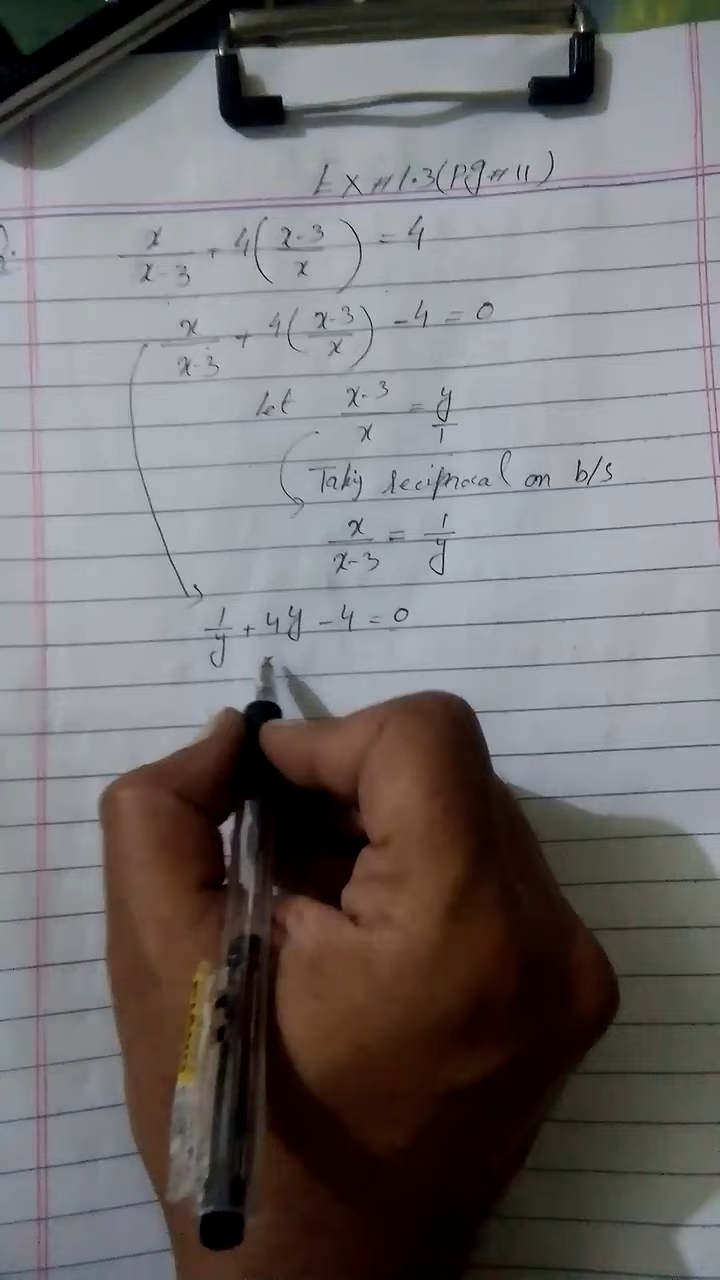 Ex # 1.3 (Pg # 11)
x/(x-3) + 4((x-3)/x) = 4
x/(x-3) + 4((x-3)/x) - 4 = 0
Let (x-3)/x = y/1
Takig reciprocal on b/s
x/(x-3) = 1/y
1/y + 4y - 4 = 0